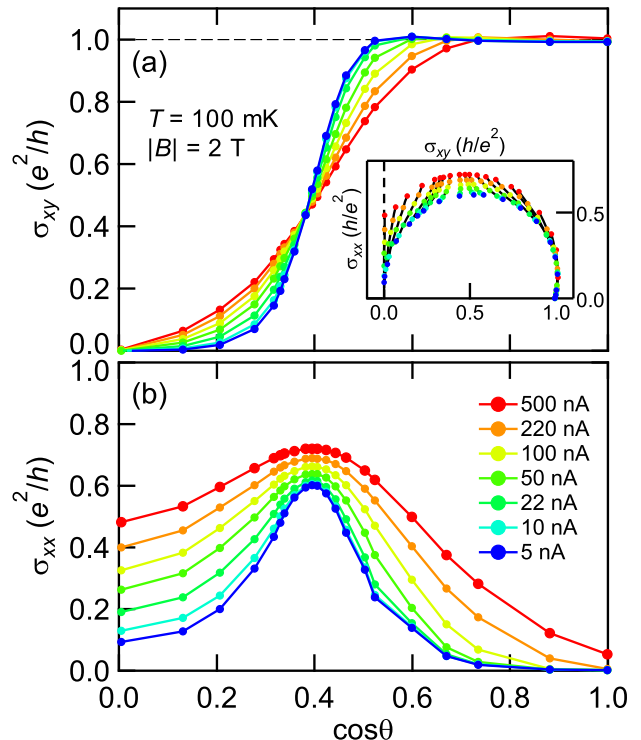 (a)
T = 100 mK
|B| = 2 T
σxy (e²/h)
1.0
0.8
0.6
0.4
0.2
0.0
σxy (h/e²)
σxx (h/e²)
0.5
0.0
0.0 0.5 1.0
(b)
σxx (e²/h)
1.0
0.8
0.6
0.4
0.2
0.0
500 nA
220 nA
100 nA
50 nA
22 nA
10 nA
5 nA
0.0 0.2 0.4 0.6 0.8 1.0
cosθ